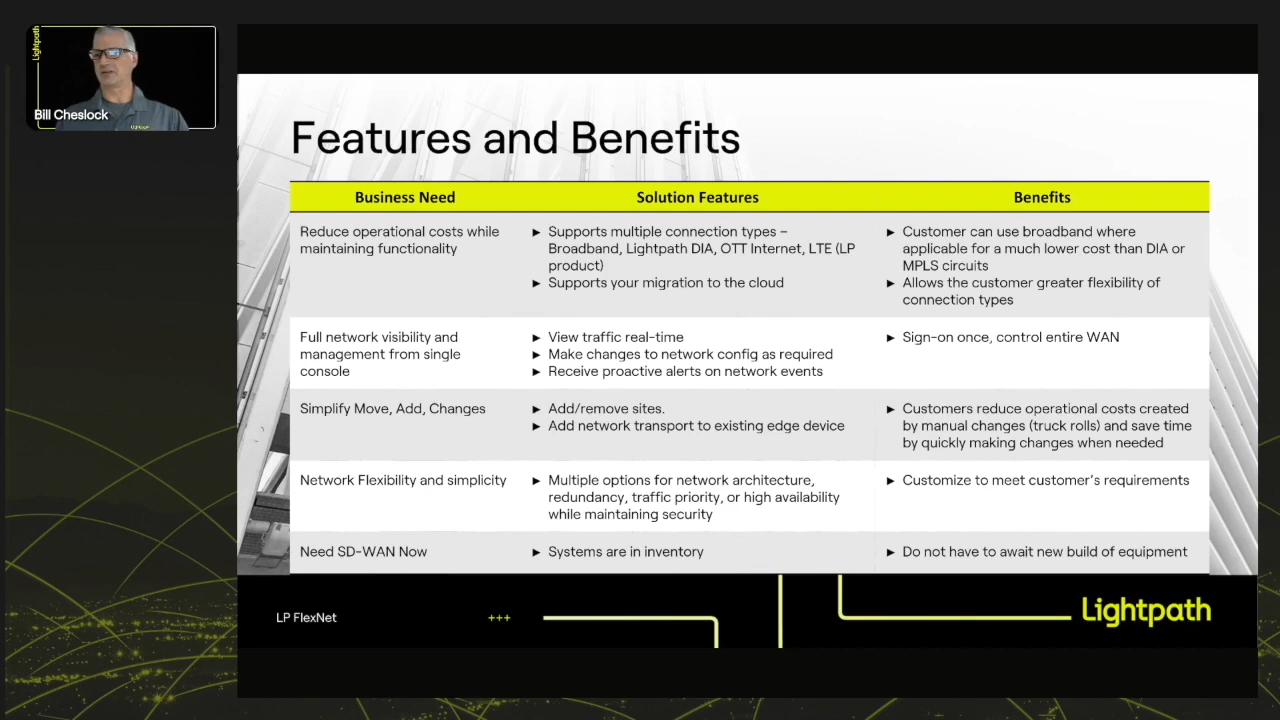 Lightpath
Bill Cheslock
Features and Benefits
Business Need
Solution Features
Benefits
Reduce operational costs while
maintaining functionality
► Supports multiple connection types –
Broadband, Lightpath DIA, OTT Internet, LTE (LP
product)
► Supports your migration to the cloud
► Customer can use broadband where
applicable for a much lower cost than DIA or
MPLS circuits
► Allows the customer greater flexibility of
connection types
Full network visibility and
management from single
console
► View traffic real-time
► Make changes to network config as required
► Receive proactive alerts on network events
► Sign-on once, control entire WAN
Simplify Move, Add, Changes
► Add/remove sites.
► Add network transport to existing edge device
► Customers reduce operational costs created
by manual changes (truck rolls) and save time
by quickly making changes when needed
Network Flexibility and simplicity
► Multiple options for network architecture,
redundancy, traffic priority, or high availability
while maintaining security
► Customize to meet customer's requirements
Need SD-WAN Now
► Systems are in inventory
► Do not have to await new build of equipment
LP FlexNet
+++
Lightpath